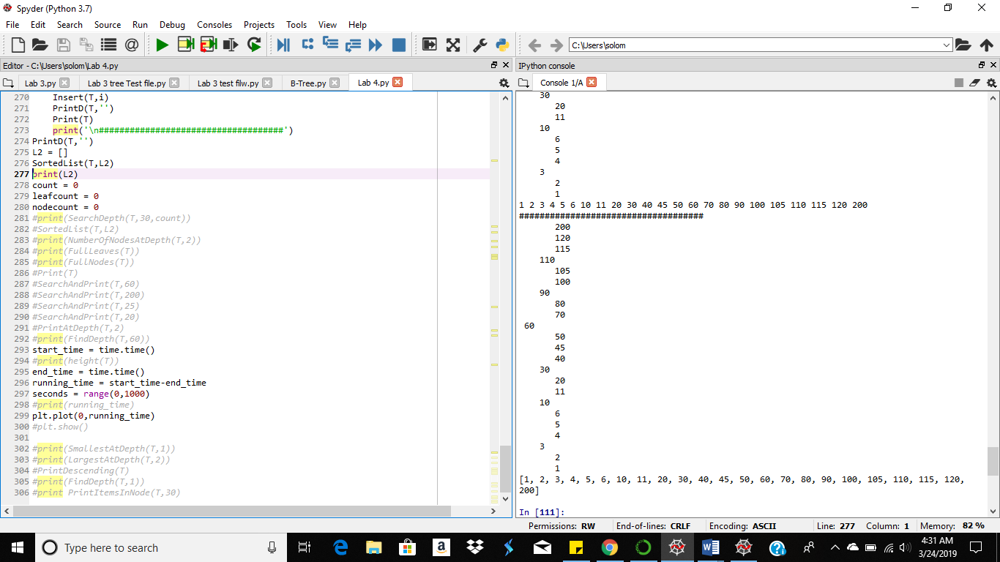 Spyder (Python 3.7)
File Edit Search Source Run Debug Consoles Projects Tools View Help
C:\Users\solom
Editor - C:\Users\solom\Lab 4.py
Lab 3.py Lab 3 tree Test file.py Lab 3 test filw.py B-Tree.py Lab 4.py
270 Insert(T,i)
271 PrintD(T,'')
272 Print(T)
273 print('\n####################################')
274 PrintD(T,'')
275 L2 = []
276 SortedList(T,L2)
277 print(L2)
278 count = 0
279 leafcount = 0
280 nodecount = 0
281 #print(SearchDepth(T,30,count))
282 #SortedList(T,L2)
283 #print(NumberOfNodesAtDepth(T,2))
284 #print(FullLeaves(T))
285 #print(FullNodes(T))
286 #Print(T)
287 #SearchAndPrint(T,60)
288 #SearchAndPrint(T,200)
289 #SearchAndPrint(T,25)
290 #SearchAndPrint(T,20)
291 #PrintAtDepth(T,2)
292 #print(FindDepth(T,60))
293 start_time = time.time()
294 #print(height(T))
295 end_time = time.time()
296 running_time = start_time-end_time
297 seconds = range(0,1000)
298 #print(running_time)
299 plt.plot(0,running_time)
300 #plt.show()
301
302 #print(SmallestAtDepth(T,1))
303 #print(LargestAtDepth(T,2))
304 #PrintDescending(T)
305 #print(FindDepth(T,1))
306 #print PrintItemsInNode(T,30)
IPython console
Console 1/A
30
20
11
10
6
5
4
3
2
1
1 2 3 4 5 6 10 11 20 30 40 45 50 60 70 80 90 100 105 110 115 120 200
####################################
200
120
115
110
105
100
90
80
70
60
50
45
40
30
20
11
10
6
5
4
3
2
1
[1, 2, 3, 4, 5, 6, 10, 11, 20, 30, 40, 45, 50, 60, 70, 80, 90, 100, 105, 110, 115, 120,
200]
In [111]:
Permissions: RW End-of-lines: CRLF Encoding: ASCII Line: 277 Column: 1 Memory: 82 %
Type here to search
4:31 AM
3/24/2019